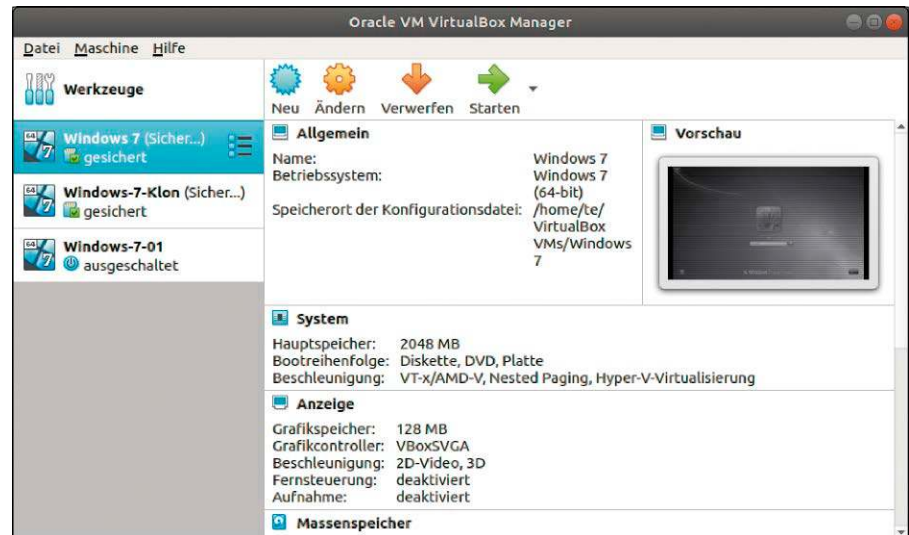 Oracle VM VirtualBox Manager
Datei Maschine Hilfe
Werkzeuge
Neu Ändern Verwerfen Starten
Windows 7 (Sicher...)
gesichert
Windows-7-Klon (Sicher...)
gesichert
Windows-7-01
ausgeschaltet
Allgemein
Name: Windows 7
Betriebssystem: Windows 7
(64-bit)
Speicherort der Konfigurationsdatei: /home/te/
VirtualBox
VMs/Windows
7
Vorschau
System
Hauptspeicher: 2048 MB
Bootreihenfolge: Diskette, DVD, Platte
Beschleunigung: VT-x/AMD-V, Nested Paging, Hyper-V-Virtualisierung
Anzeige
Grafikspeicher: 128 MB
Grafikcontroller: VBoxSVGA
Beschleunigung: 2D-Video, 3D
Fernsteuerung: deaktiviert
Aufnahme: deaktiviert
Massenspeicher